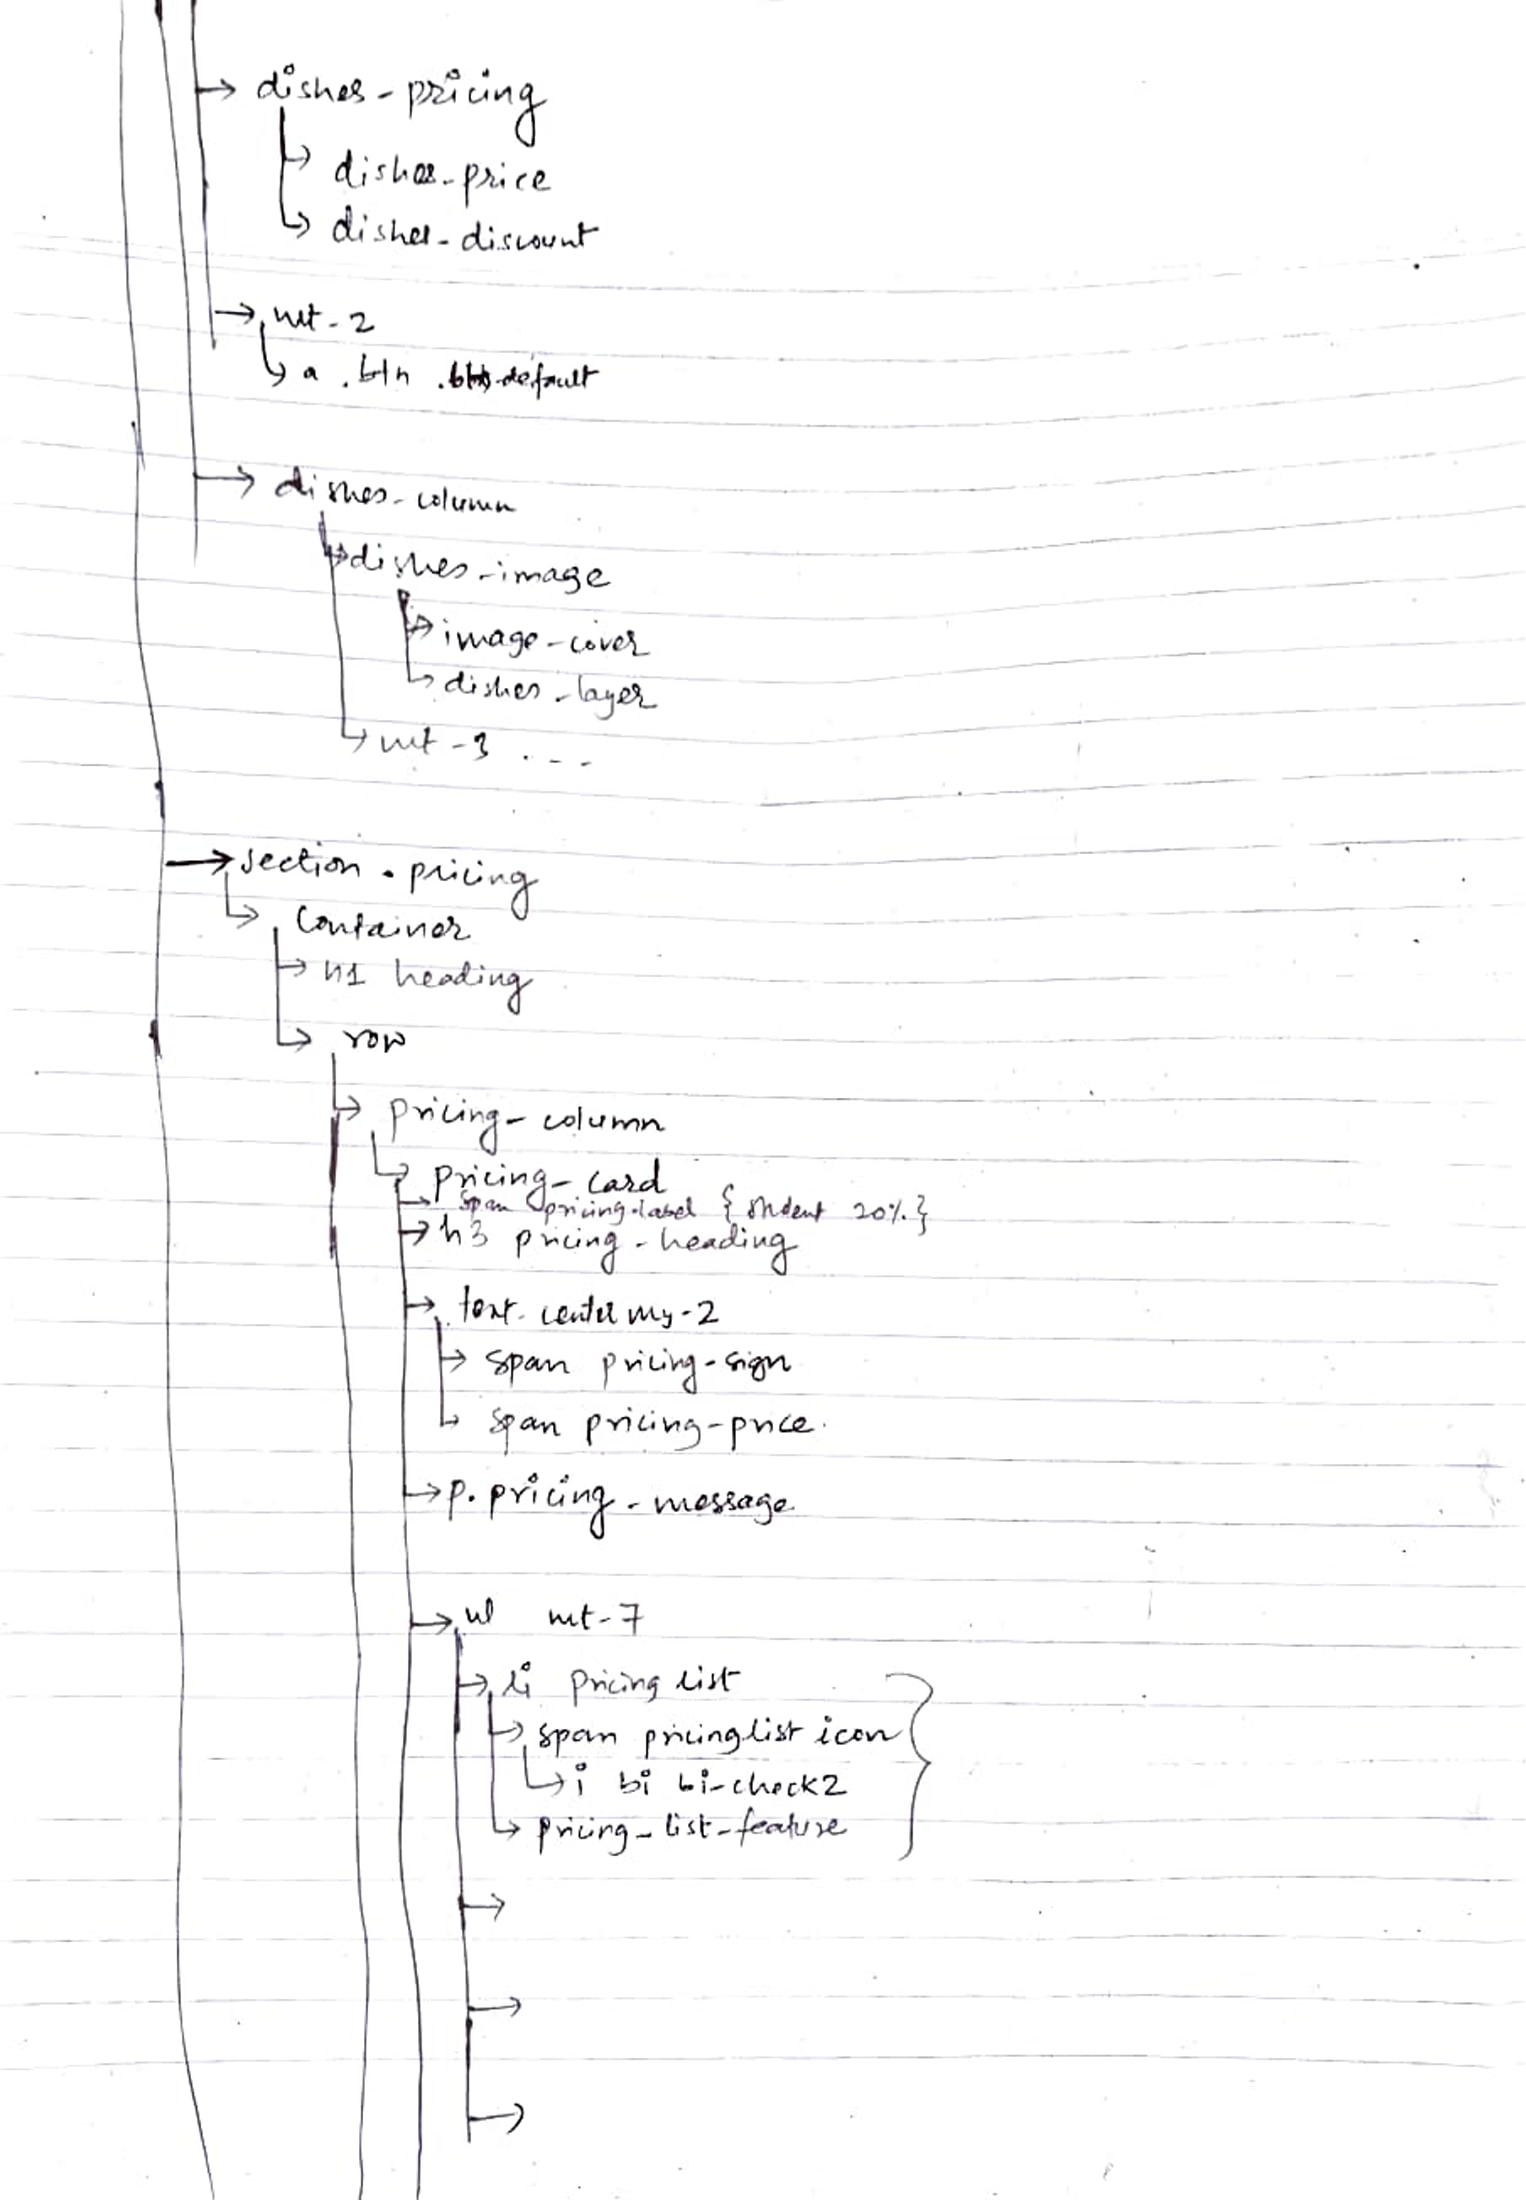 dishes-pricing
dishes-price
dishes-discount
mt-2
a .btn .btn-default
dishes-column
dishes-image
image-cover
dishes-layer
mt-3 ....
section.pricing
Container
h1 heading
row
pricing-column
pricing-card
span pricing-label { student 20% }
h3 pricing-heading
text-center my-2
span pricing-sign
span pricing-price.
p.pricing-message
ul mt-7
li pricing list
span pricinglist icon
i bi bi-check2
pricing-list-feature